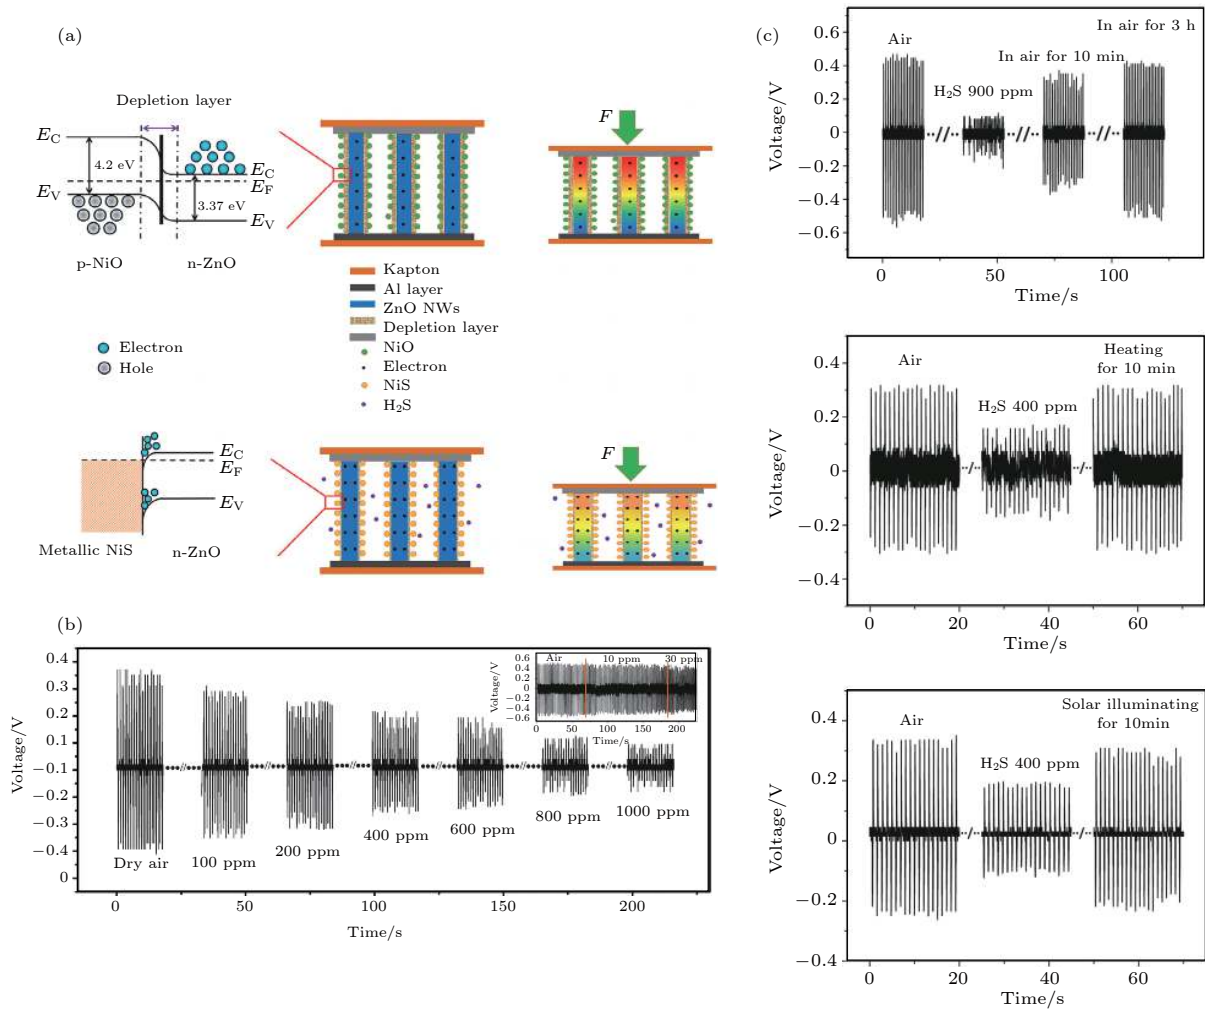 (a)
Depletion layer
E_C
4.2 eV
E_C
E_F
E_V
3.37 eV
E_V
p-NiO
n-ZnO
F
Kapton
Al layer
ZnO NWs
Depletion layer
NiO
Electron
NiS
H₂S
Electron
Hole
E_C
E_F
E_V
Metallic NiS
n-ZnO
F
(b)
0.4
0.3
0.2
0.1
−0.1
−0.2
−0.3
−0.4
0
Voltage/V
Dry air
100 ppm
200 ppm
400 ppm
600 ppm
800 ppm
1000 ppm
0
50
100
150
200
Time/s
Air
10 ppm
30 ppm
0.6
0.4
0.2
0
−0.2
−0.4
−0.6
Voltage/V
0
50
100
150
200
Time/s
(c)
0.6
0.4
0.2
0
−0.2
−0.4
−0.6
Voltage/V
Air
H₂S 900 ppm
In air for 10 min
In air for 3 h
0
50
100
Time/s
0.4
0.2
0
−0.2
−0.4
Voltage/V
Air
H₂S 400 ppm
Heating
for 10 min
0
20
40
60
Time/s
0.4
0.2
0
−0.2
−0.4
Voltage/V
Air
H₂S 400 ppm
Solar illuminating
for 10min
0
20
40
60
Time/s